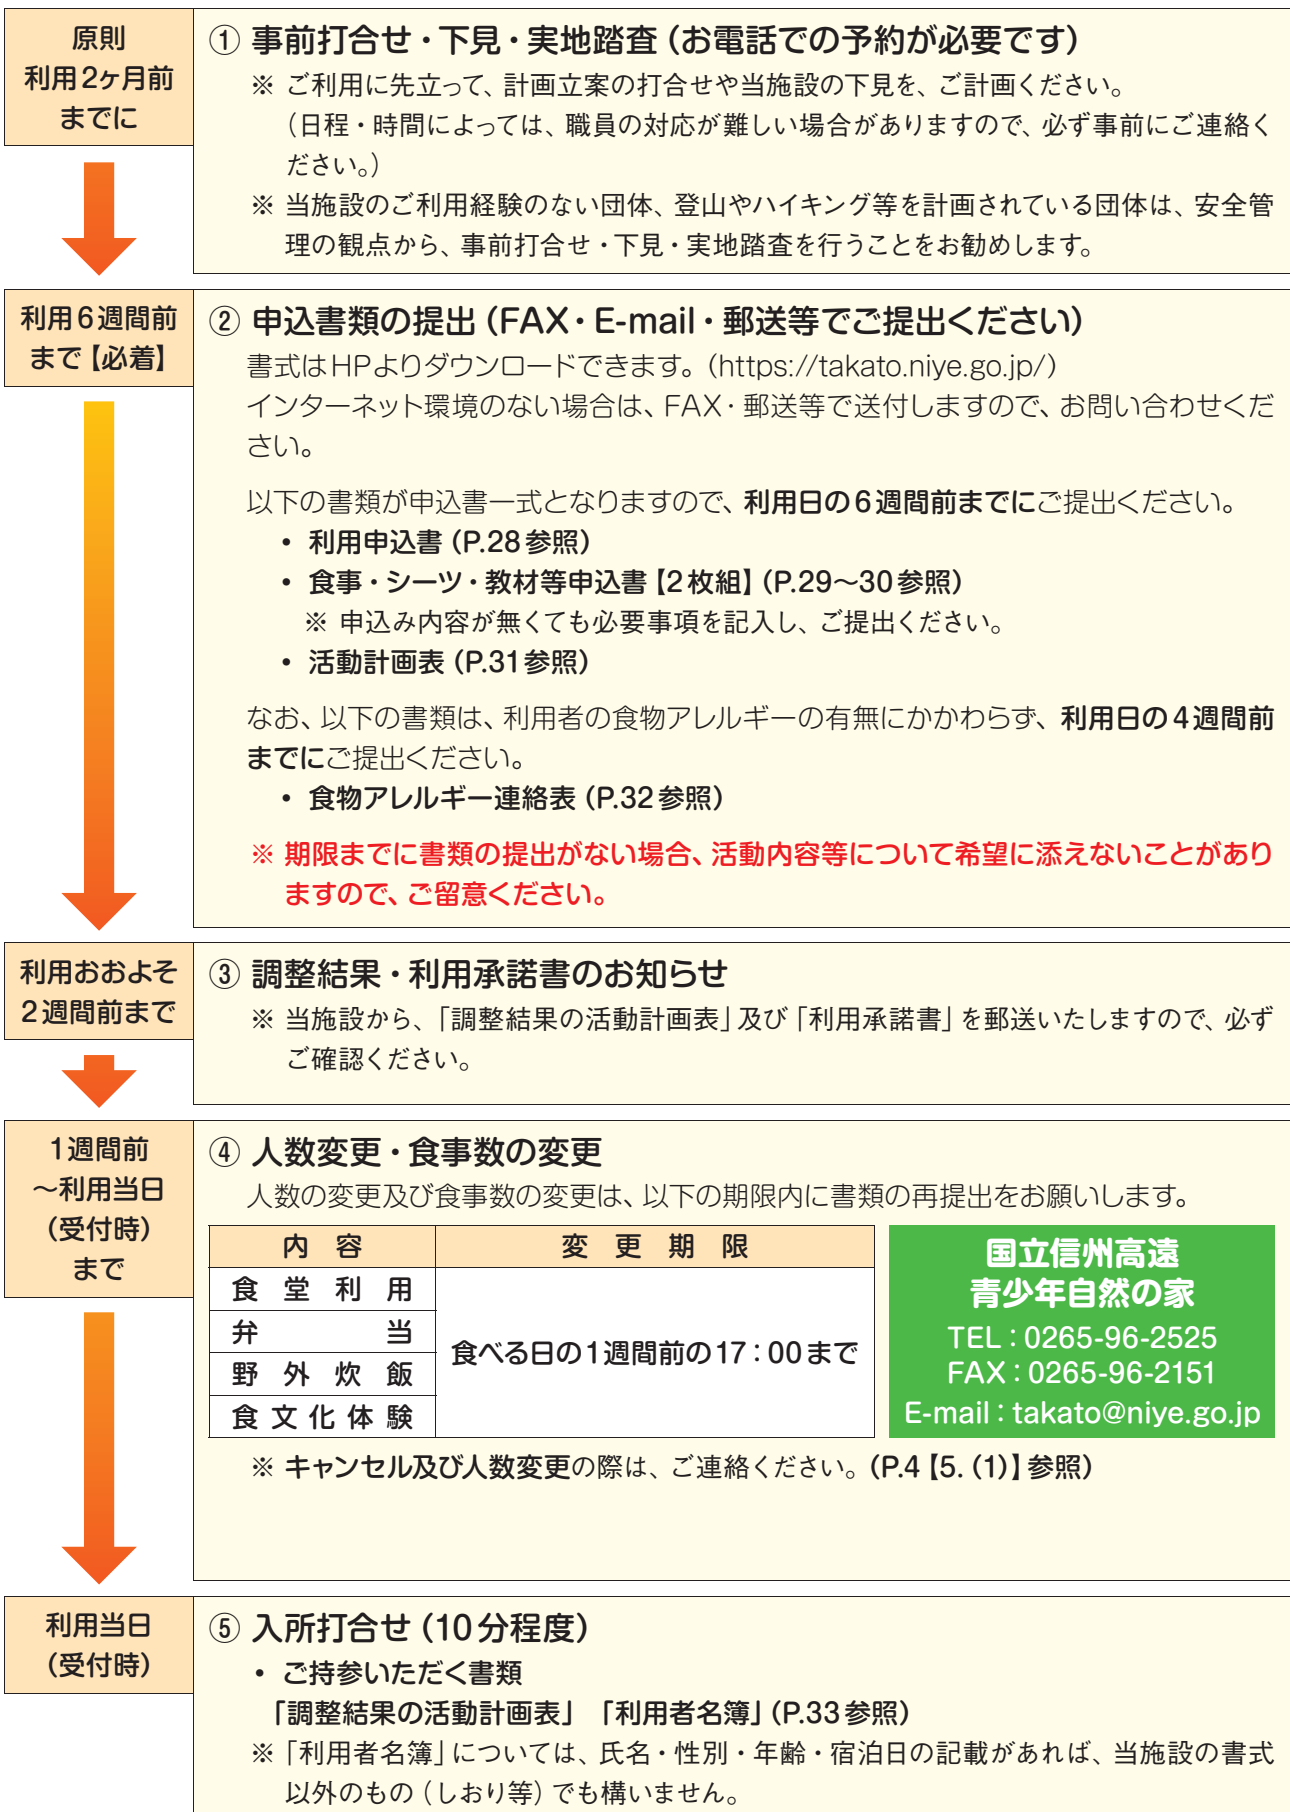 原則
利用2ヶ月前
までに
① 事前打合せ・下見・実地踏査（お電話での予約が必要です）
※ ご利用に先立って、計画立案の打合せや当施設の下見を、ご計画ください。
（日程・時間によっては、職員の対応が難しい場合がありますので、必ず事前にご連絡く
ださい。）
※ 当施設のご利用経験のない団体、登山やハイキング等を計画されている団体は、安全管
理の観点から、事前打合せ・下見・実地踏査を行うことをお勧めします。
利用6週間前
まで【必着】
② 申込書類の提出（FAX・E-mail・郵送等でご提出ください）
書式はHPよりダウンロードできます。（https://takato.niye.go.jp/）
インターネット環境のない場合は、FAX・郵送等で送付しますので、お問い合わせくだ
さい。
以下の書類が申込書一式となりますので、利用日の6週間前までにご提出ください。
・ 利用申込書（P.28参照）
・ 食事・シーツ・教材等申込書【2枚組】（P.29～30参照）
※ 申込み内容が無くても必要事項を記入し、ご提出ください。
・ 活動計画表（P.31参照）
なお、以下の書類は、利用者の食物アレルギーの有無にかかわらず、利用日の4週間前
までにご提出ください。
・ 食物アレルギー連絡表（P.32参照）
※ 期限までに書類の提出がない場合、活動内容等について希望に添えないことがあり
ますので、ご留意ください。
利用おおよそ
2週間前まで
③ 調整結果・利用承諾書のお知らせ
※ 当施設から、「調整結果の活動計画表」及び「利用承諾書」を郵送いたしますので、必ず
ご確認ください。
1週間前
～利用当日
（受付時）
まで
④ 人数変更・食事数の変更
人数の変更及び食事数の変更は、以下の期限内に書類の再提出をお願いします。
内 容 変 更 期 限
食 堂 利 用
弁 当
野 外 炊 飯
食 文 化 体 験
食べる日の1週間前の17：00まで
国立信州高遠
青少年自然の家
TEL：0265-96-2525
FAX：0265-96-2151
E-mail：takato@niye.go.jp
※ キャンセル及び人数変更の際は、ご連絡ください。（P.4【5.（1）】参照）
利用当日
（受付時）
⑤ 入所打合せ（10分程度）
・ ご持参いただく書類
「調整結果の活動計画表」 「利用者名簿」（P.33参照）
※「利用者名簿」については、氏名・性別・年齢・宿泊日の記載があれば、当施設の書式
以外のもの（しおり等）でも構いません。